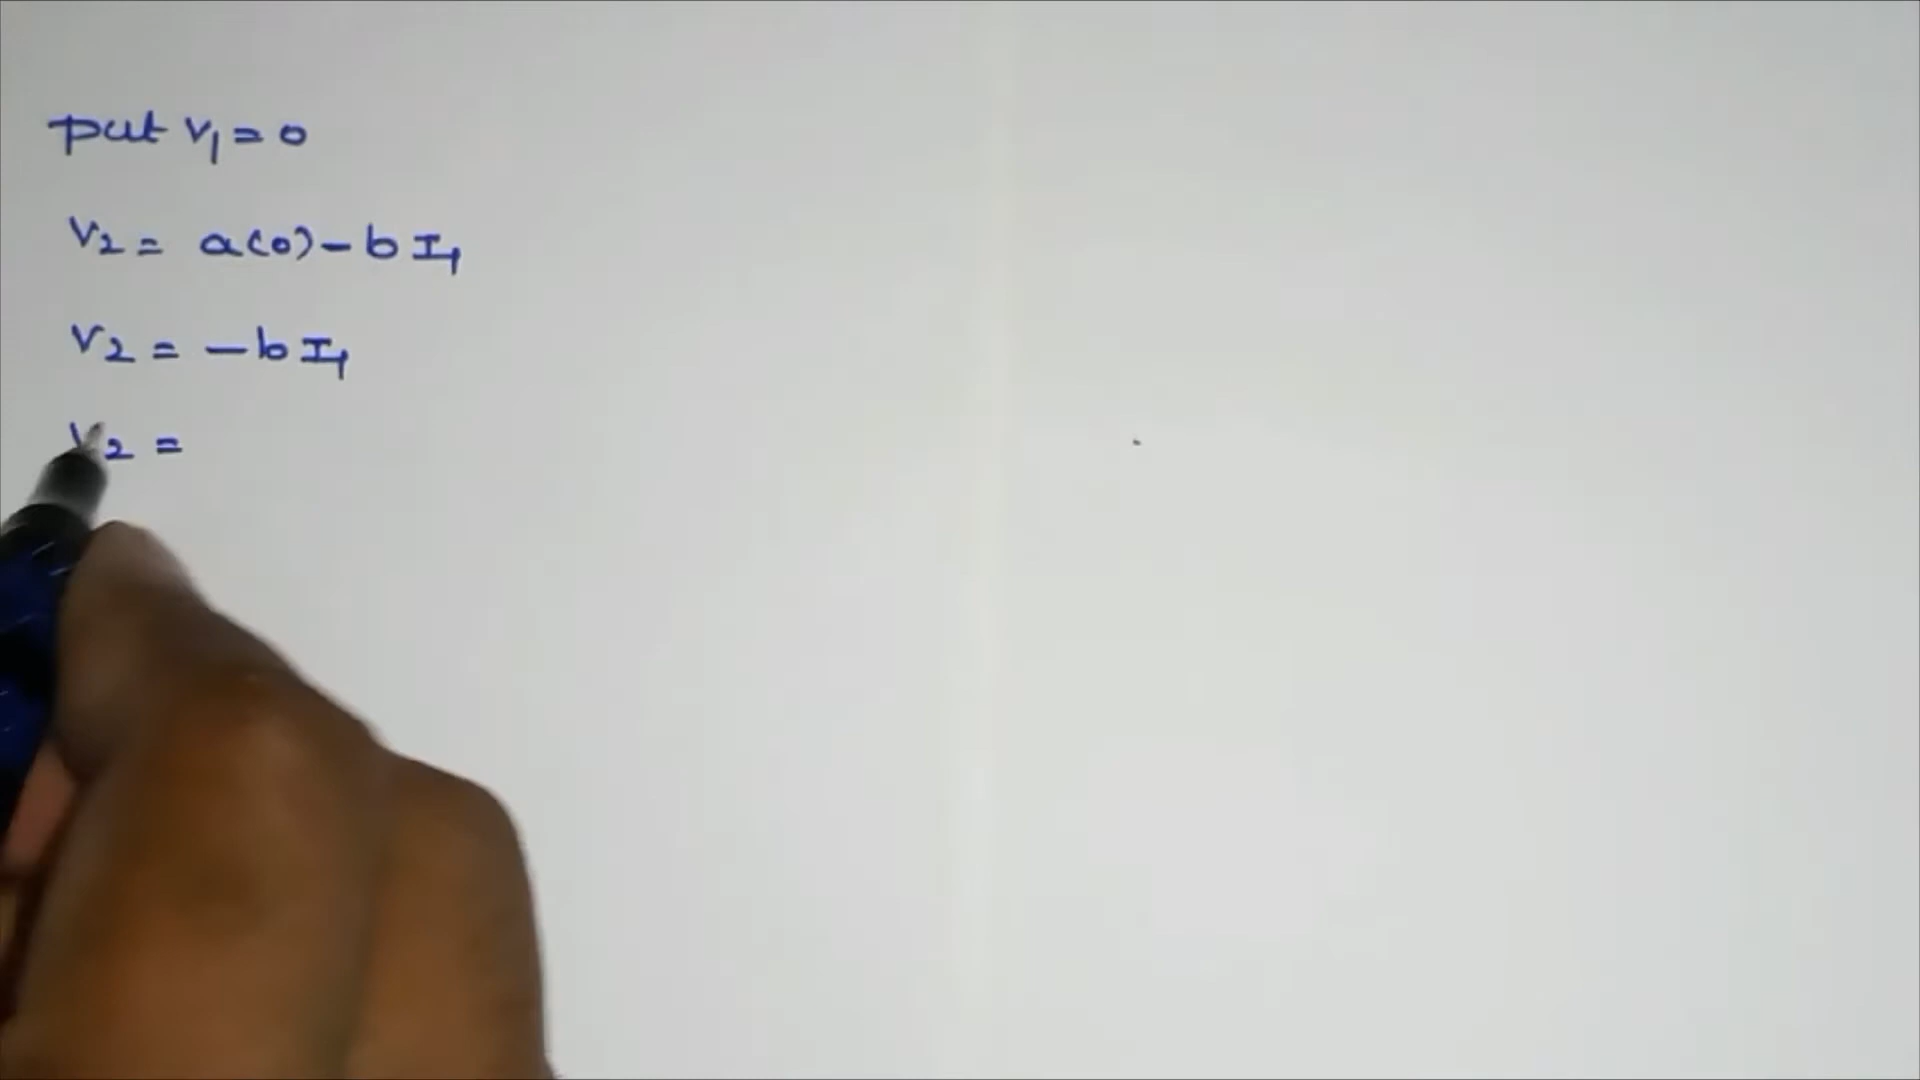 put V₁ = 0
V₂ = a(0) - b I₁
V₂ = - b I₁
V₂ =